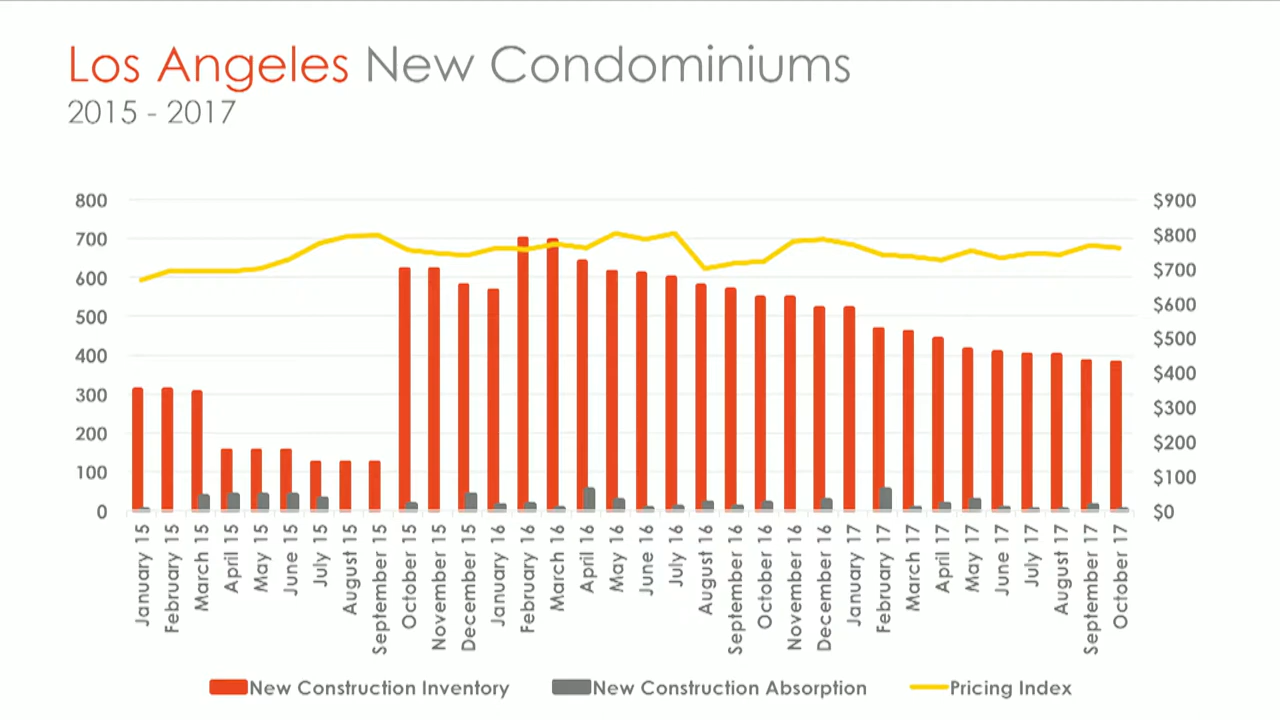 Los Angeles New Condominiums
2015 - 2017
800
700
600
500
400
300
200
100
0
$900
$800
$700
$600
$500
$400
$300
$200
$100
$0
January 15
February 15
March 15
April 15
May 15
June 15
July 15
August 15
September 15
October 15
November 15
December 15
January 16
February 16
March 16
April 16
May 16
June 16
July 16
August 16
September 16
October 16
November 16
December 16
January 17
February 17
March 17
April 17
May 17
June 17
July 17
August 17
September 17
October 17
New Construction Inventory
New Construction Absorption
Pricing Index